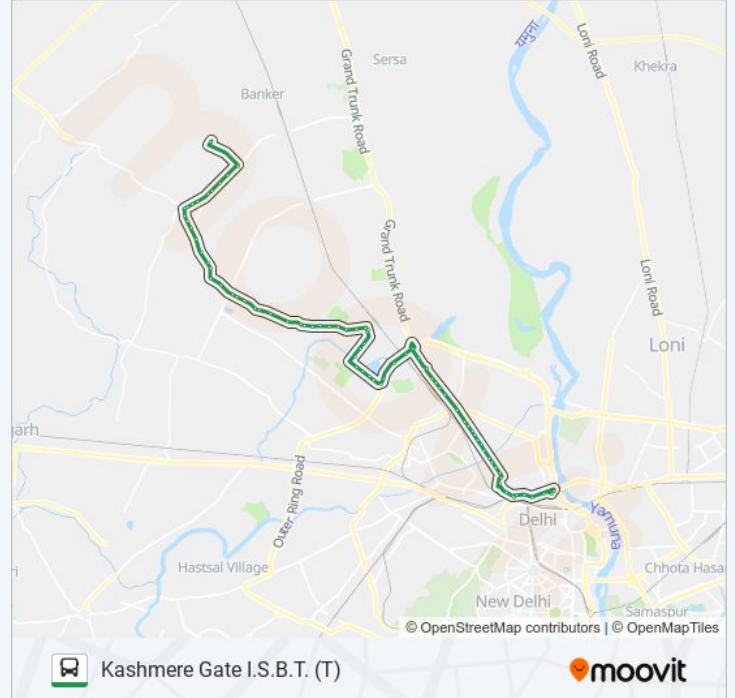 यमुना
Loni Road
Sersa
Khekra
Grand Trunk Road
Banker
Grand Trunk Road
Loni Road
Loni
garh
Outer Ring Road
Delhi
Yamuna
Hastsal Village
Chhota Hasa
ri
New Delhi
Samaspur
© OpenStreetMap contributors | © OpenMapTiles
Kashmere Gate I.S.B.T. (T)
moovit